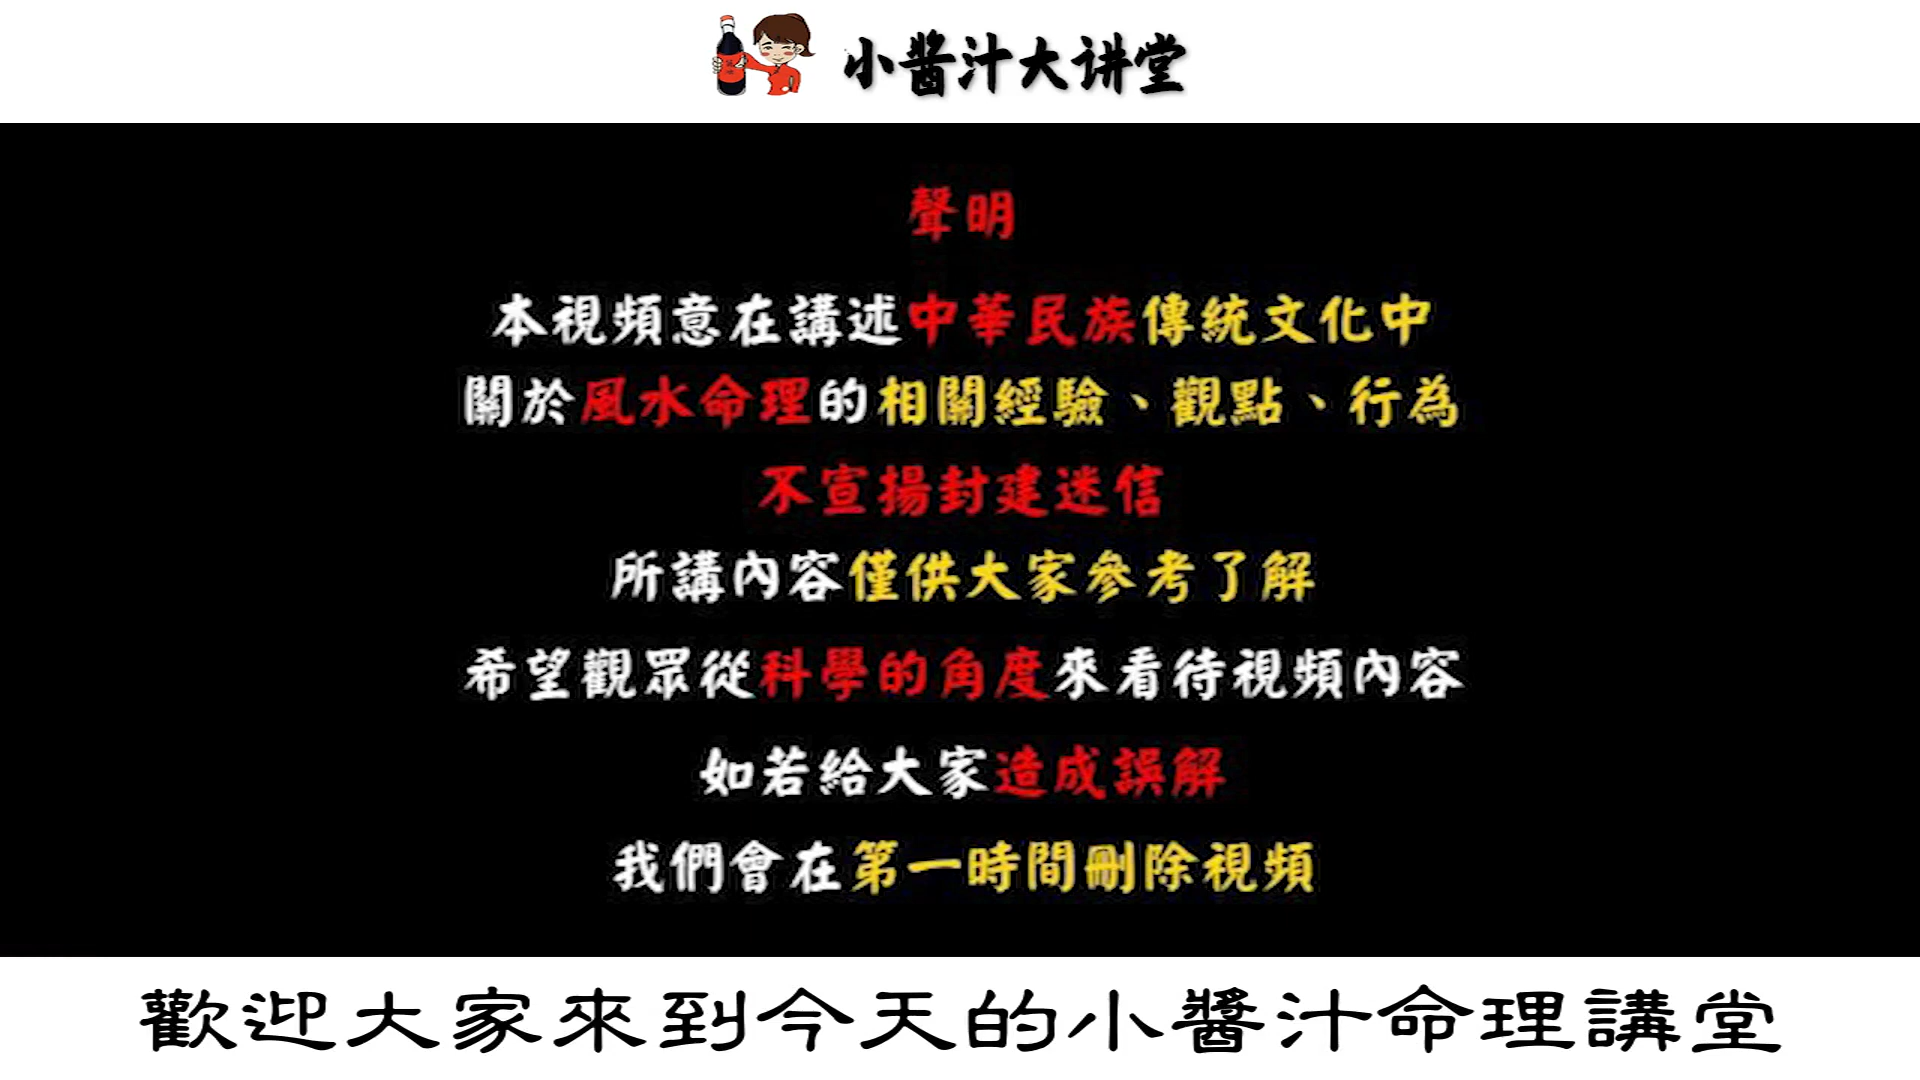 小酱汁大讲堂
聲明
本視頻意在講述中華民族傳統文化中
關於風水命理的相關經驗、觀點、行為
不宣揚封建迷信
所講內容僅供大家參考了解
希望觀眾從科學的角度來看待視頻內容
如若給大家造成誤解
我們會在第一時間刪除視頻
歡迎大家來到今天的小醬汁命理講堂